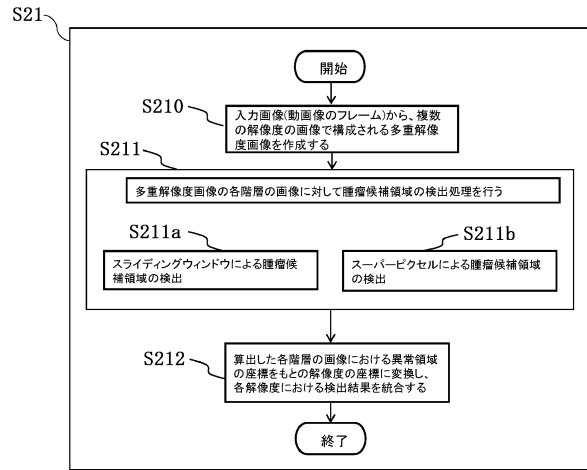 S21
開始
S210
入力画像(動画像のフレーム)から、複数
の解像度の画像で構成される多重解像
度画像を作成する
S211
多重解像度画像の各階層の画像に対して腫瘤候補領域の検出処理を行う
S211a
スライディングウィンドウによる腫瘤候
補領域の検出
S211b
スーパーピクセルによる腫瘤候補領域
の検出
S212
算出した各階層の画像における異常領域
の座標をもとの解像度の座標に変換し、
各解像度における検出結果を統合する
終了